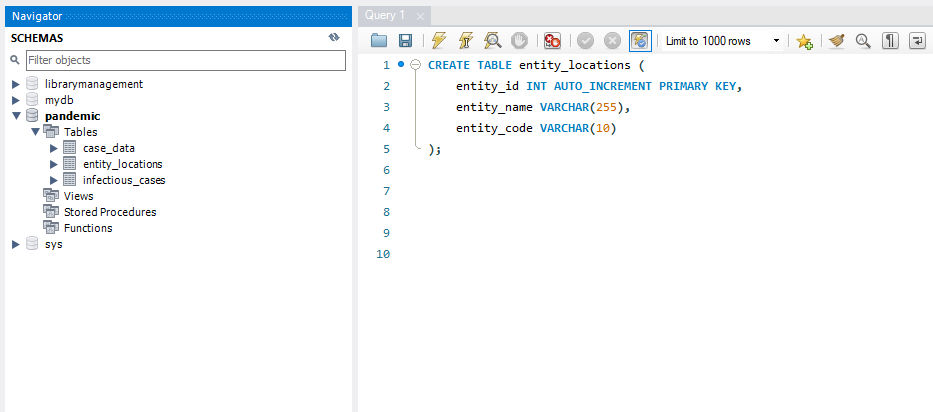 Navigator
SCHEMAS
Filter objects
librarymanagement
mydb
pandemic
Tables
case_data
entity_locations
infectious_cases
Views
Stored Procedures
Functions
sys
Query 1
Limit to 1000 rows
1 CREATE TABLE entity_locations (
2 entity_id INT AUTO_INCREMENT PRIMARY KEY,
3 entity_name VARCHAR(255),
4 entity_code VARCHAR(10)
5 );
6
7
8
9
10